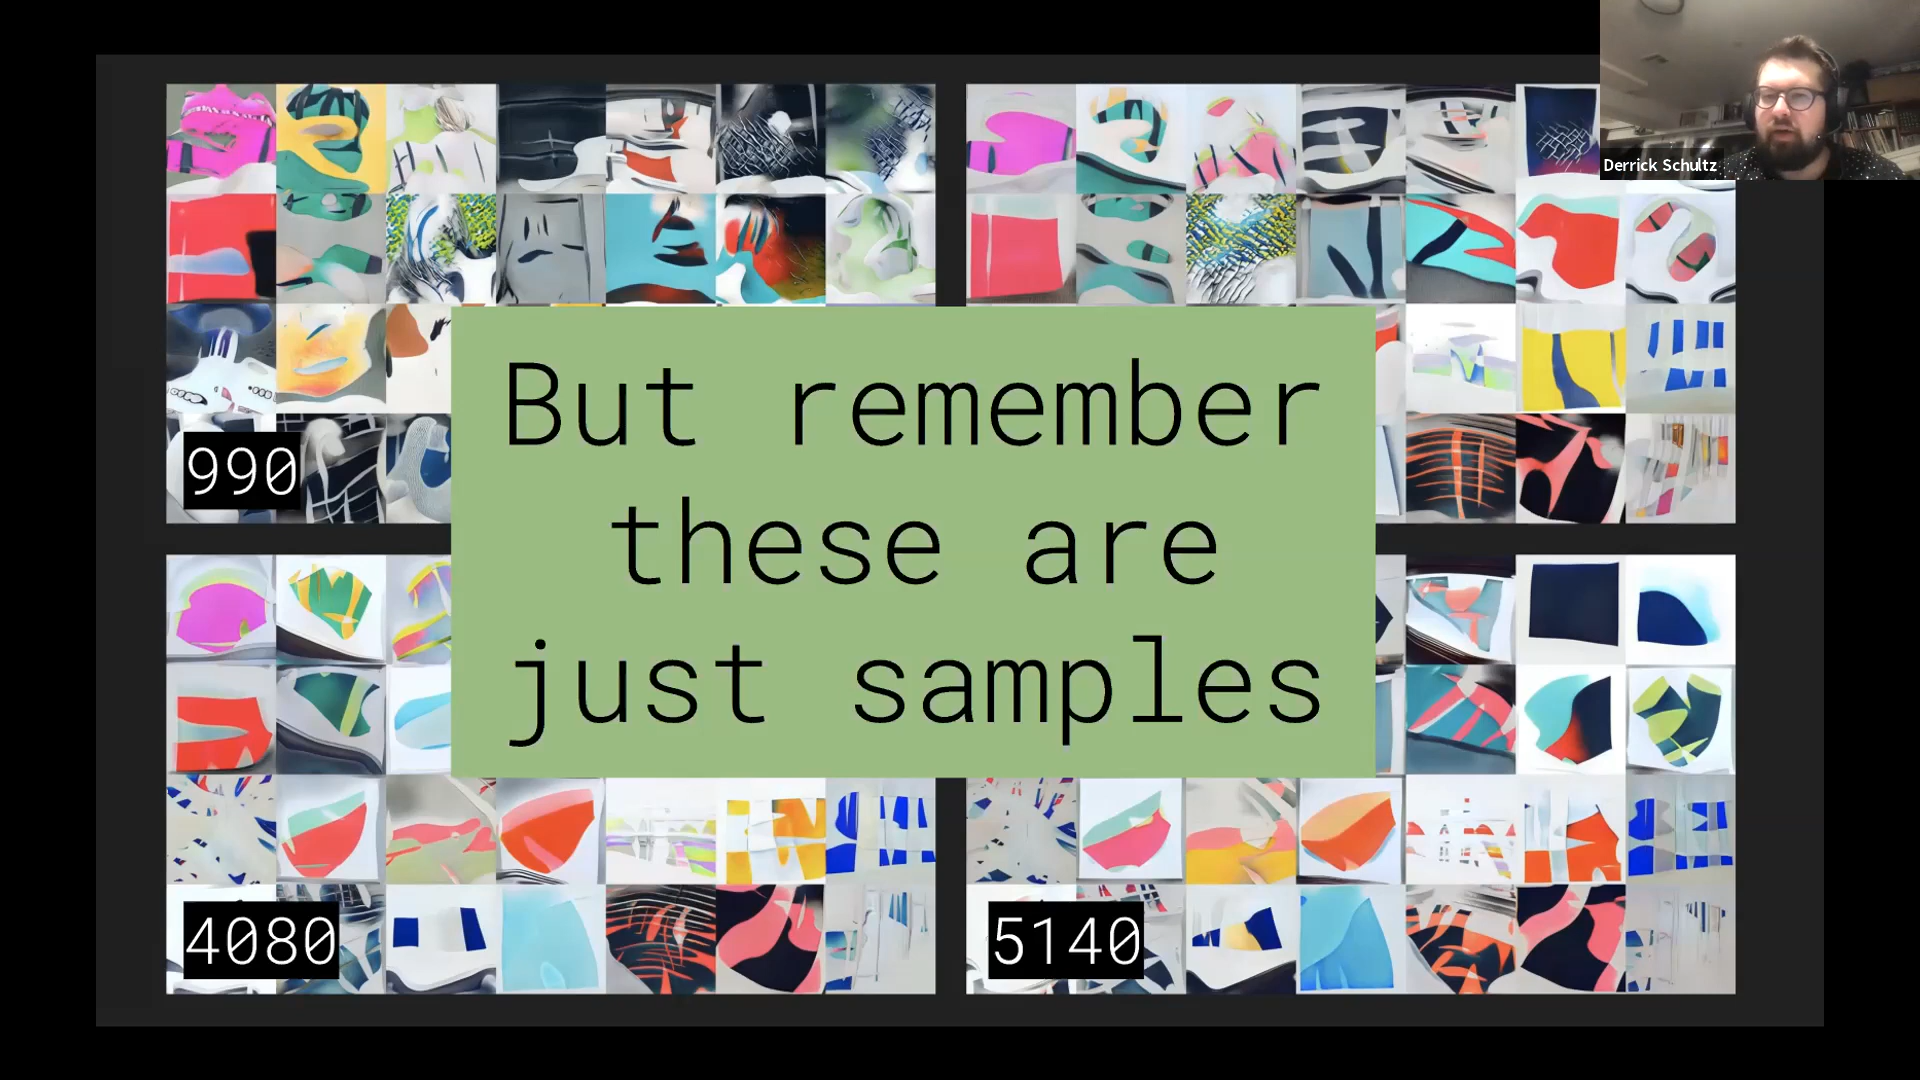 Derrick Schultz
But remember
these are
just samples
990
4080
5140